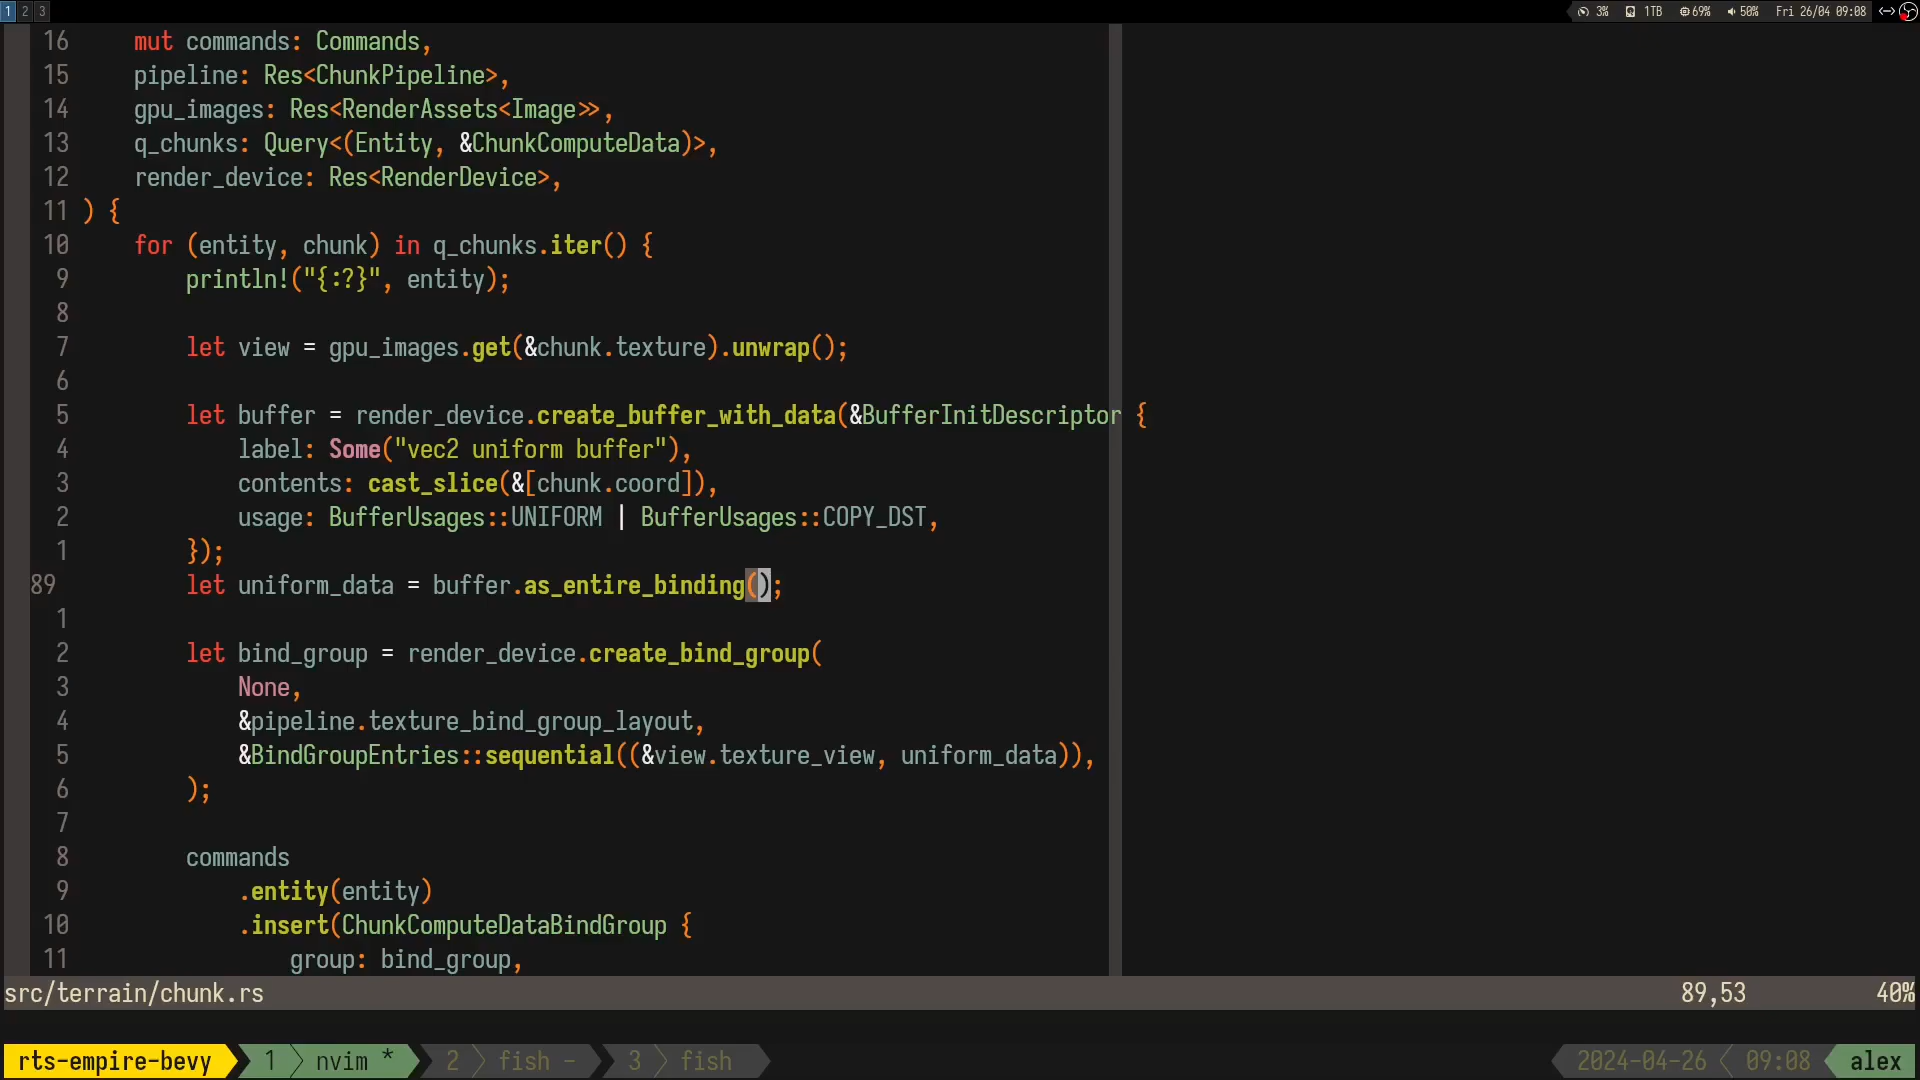 1 2 3 3% 1TB 69% 50% Fri 26/04 09:08
16 mut commands: Commands,
15 pipeline: Res<ChunkPipeline>,
14 gpu_images: Res<RenderAssets<Image>>,
13 q_chunks: Query<(Entity, &ChunkComputeData)>,
12 render_device: Res<RenderDevice>,
11 ) {
10 for (entity, chunk) in q_chunks.iter() {
9 println!("{:?}", entity);
8
7 let view = gpu_images.get(&chunk.texture).unwrap();
6
5 let buffer = render_device.create_buffer_with_data(&BufferInitDescriptor {
4 label: Some("vec2 uniform buffer"),
3 contents: cast_slice(&[chunk.coord]),
2 usage: BufferUsages::UNIFORM | BufferUsages::COPY_DST,
1 });
89 let uniform_data = buffer.as_entire_binding();
1
2 let bind_group = render_device.create_bind_group(
3 None,
4 &pipeline.texture_bind_group_layout,
5 &BindGroupEntries::sequential((&view.texture_view, uniform_data)),
6 );
7
8 commands
9 .entity(entity)
10 .insert(ChunkComputeDataBindGroup {
11 group: bind_group,
src/terrain/chunk.rs 89,53 40%
rts-empire-bevy 1 nvim * 2 fish - 3 fish 2024-04-26 09:08 alex